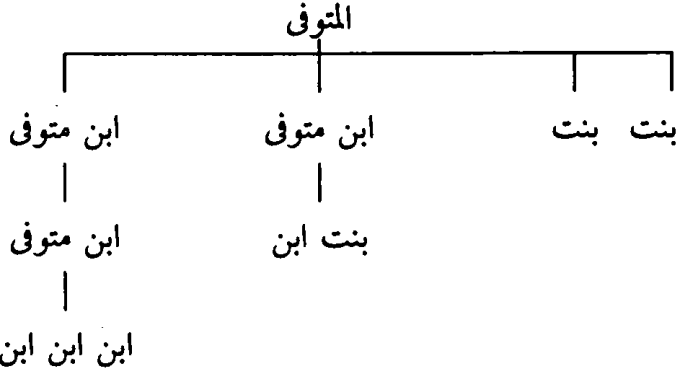 المتوفى
بنت بنت ابن متوفى ابن متوفى
بنت ابن ابن متوفى
ابن ابن ابن